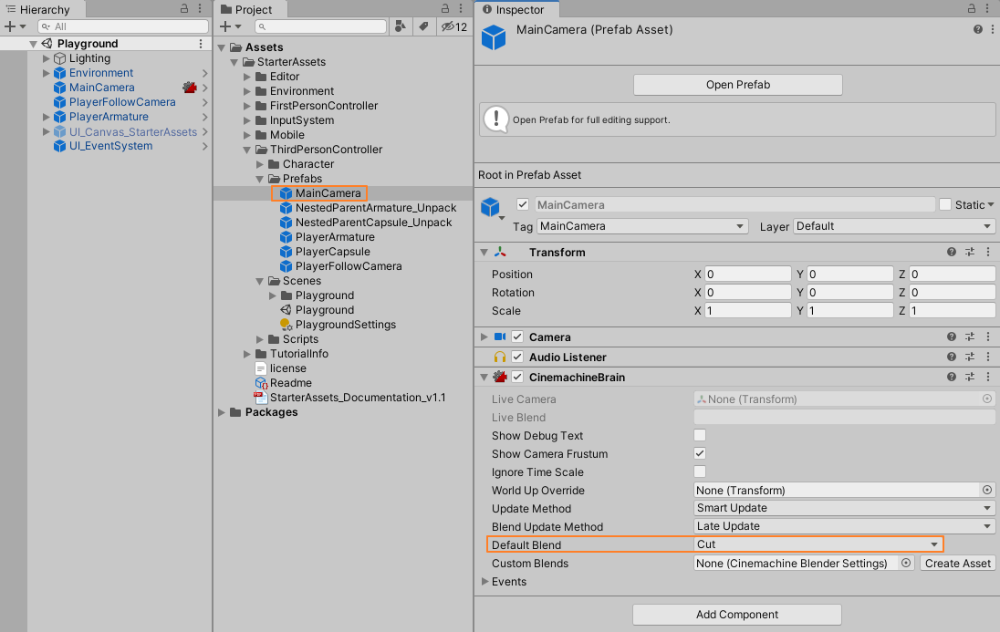 Hierarchy
All
Playground
Lighting
Environment
MainCamera
PlayerFollowCamera
PlayerArmature
UI_Canvas_StarterAssets
UI_EventSystem
Project
12
Assets
StarterAssets
Editor
Environment
FirstPersonController
InputSystem
Mobile
ThirdPersonController
Character
Prefabs
MainCamera
NestedParentArmature_Unpack
NestedParentCapsule_Unpack
PlayerArmature
PlayerCapsule
PlayerFollowCamera
Scenes
Playground
Playground
PlaygroundSettings
Scripts
TutorialInfo
license
Readme
StarterAssets_Documentation_v1.1
Packages
Inspector
MainCamera (Prefab Asset)
Open Prefab
Open Prefab for full editing support.
Root in Prefab Asset
MainCamera Static
Tag MainCamera Layer Default
Transform
Position X 0 Y 0 Z 0
Rotation X 0 Y 0 Z 0
Scale X 1 Y 1 Z 1
Camera
Audio Listener
CinemachineBrain
Live Camera None (Transform)
Live Blend
Show Debug Text
Show Camera Frustum
Ignore Time Scale
World Up Override None (Transform)
Update Method Smart Update
Blend Update Method Late Update
Default Blend Cut
Custom Blends None (Cinemachine Blender Settings) Create Asset
Events
Add Component